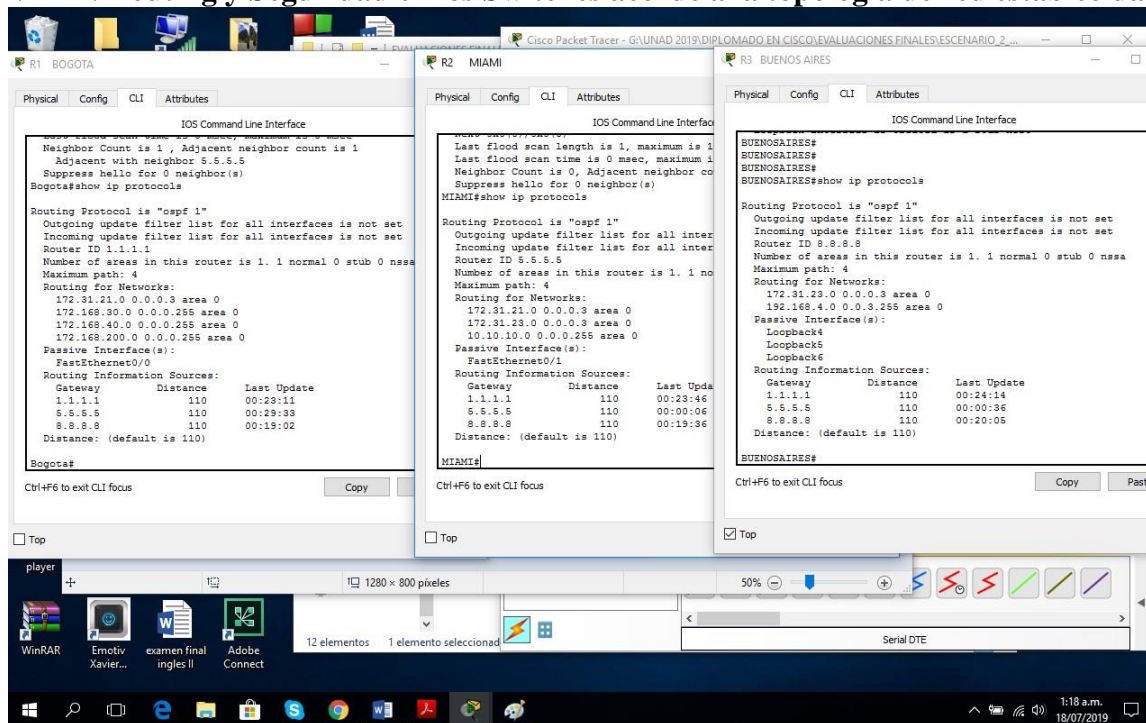 Routing y Seguridad en los Switches acorde a la topología de red establecida
Cisco Packet Tracer - G:\UNAD 2019\DIPLOMADO EN CISCO\EVALUACIONES FINALES\ESCENARIO_2_...
R1 BOGOTA
Physical Config CLI Attributes
IOS Command Line Interface
Neighbor Count is 1 , Adjacent neighbor count is 1
Adjacent with neighbor 5.5.5.5
Suppress hello for 0 neighbor(s)
Bogota#show ip protocols
Routing Protocol is "ospf 1"
Outgoing update filter list for all interfaces is not set
Incoming update filter list for all interfaces is not set
Router ID 1.1.1.1
Number of areas in this router is 1. 1 normal 0 stub 0 nssa
Maximum path: 4
Routing for Networks:
172.31.21.0 0.0.0.3 area 0
172.168.30.0 0.0.0.255 area 0
172.168.40.0 0.0.0.255 area 0
172.168.200.0 0.0.0.255 area 0
Passive Interface(s):
FastEthernet0/0
Routing Information Sources:
Gateway Distance Last Update
1.1.1.1 110 00:23:11
5.5.5.5 110 00:29:33
8.8.8.8 110 00:19:02
Distance: (default is 110)
Bogota#
Ctrl+F6 to exit CLI focus
Copy
Top
R2 MIAMI
Physical Config CLI Attributes
IOS Command Line Interface
Last flood scan length is 1, maximum is 1
Last flood scan time is 0 msec, maximum i
Neighbor Count is 0, Adjacent neighbor co
Suppress hello for 0 neighbor(s)
MIAMI#show ip protocols
Routing Protocol is "ospf 1"
Outgoing update filter list for all inter
Incoming update filter list for all inter
Router ID 5.5.5.5
Number of areas in this router is 1. 1 no
Maximum path: 4
Routing for Networks:
172.31.21.0 0.0.0.3 area 0
172.31.23.0 0.0.0.3 area 0
10.10.10.0 0.0.0.255 area 0
Passive Interface(s):
FastEthernet0/1
Routing Information Sources:
Gateway Distance Last Upda
1.1.1.1 110 00:23:46
5.5.5.5 110 00:00:06
8.8.8.8 110 00:19:36
Distance: (default is 110)
MIAMI#
Ctrl+F6 to exit CLI focus
Top
R3 BUENOS AIRES
Physical Config CLI Attributes
IOS Command Line Interface
BUENOSAIRES#
BUENOSAIRES#
BUENOSAIRES#
BUENOSAIRES#show ip protocols
Routing Protocol is "ospf 1"
Outgoing update filter list for all interfaces is not set
Incoming update filter list for all interfaces is not set
Router ID 8.8.8.8
Number of areas in this router is 1. 1 normal 0 stub 0 nssa
Maximum path: 4
Routing for Networks:
172.31.23.0 0.0.0.3 area 0
192.168.4.0 0.0.3.255 area 0
Passive Interface(s):
Loopback4
Loopback5
Loopback6
Routing Information Sources:
Gateway Distance Last Update
1.1.1.1 110 00:24:14
5.5.5.5 110 00:00:36
8.8.8.8 110 00:20:05
Distance: (default is 110)
BUENOSAIRES#
Ctrl+F6 to exit CLI focus
Copy Past
Top
player
1280 × 800 píxeles
50%
WinRAR
Emotiv Xavier...
examen final ingles II
Adobe Connect
12 elementos 1 elemento seleccionad
Serial DTE
1:18 a.m.
18/07/2019